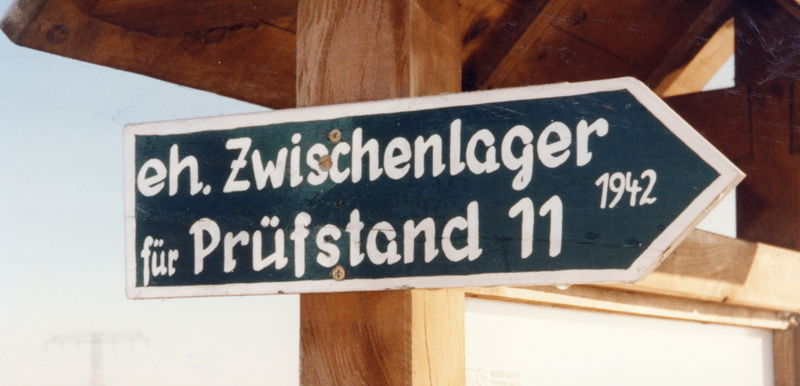 eh. Zwischenlager
für Prüfstand 11 1942